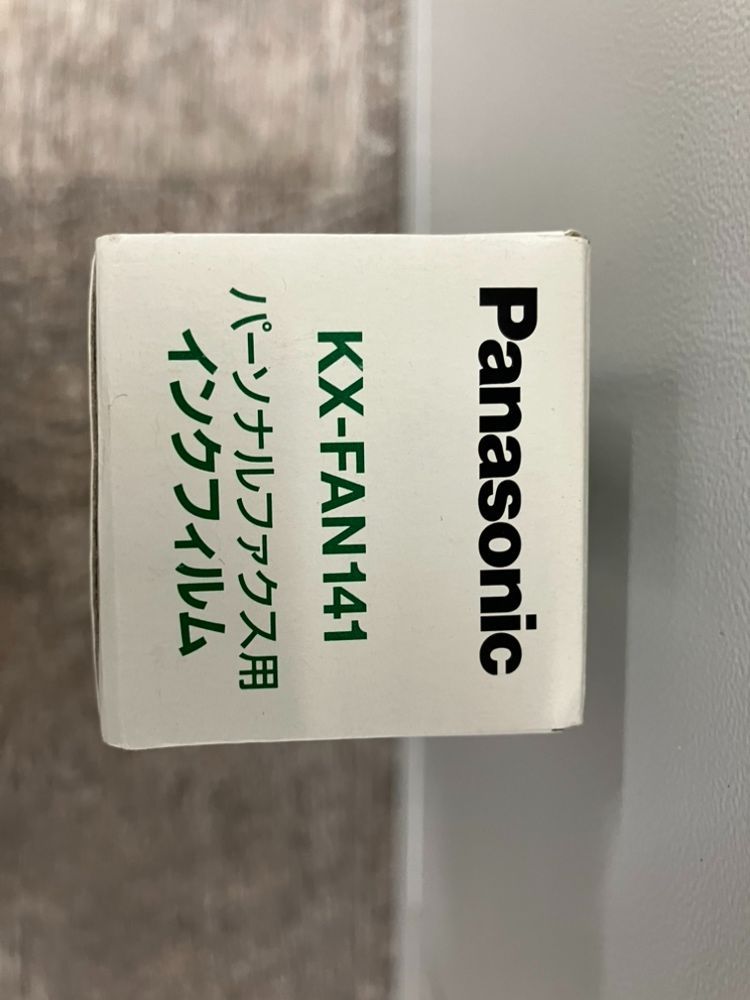 Panasonic
KX-FAN141
パーソナルファクス用
インクフィルム